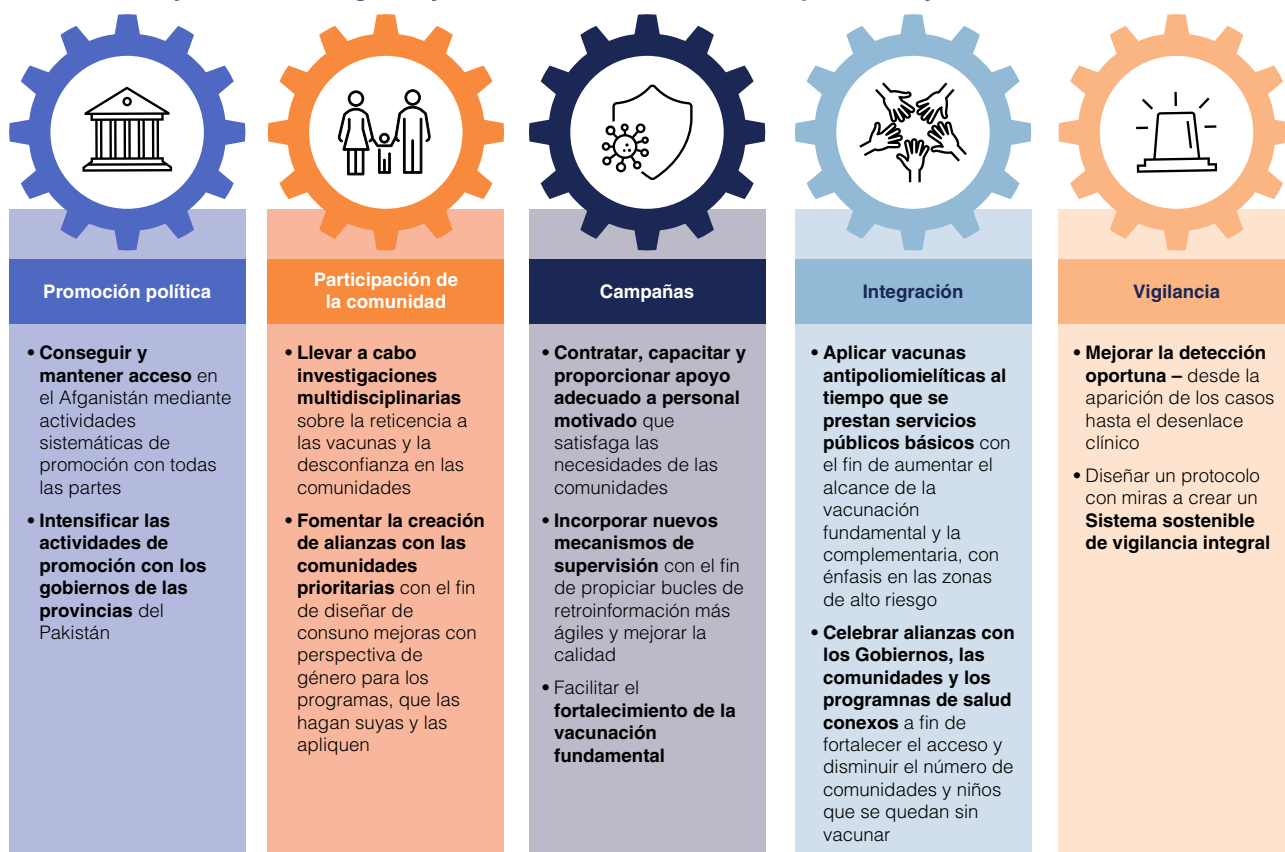 Promoción política
• Conseguir y
mantener acceso en
el Afganistán mediante
actividades
sistemáticas de
promoción con todas
las partes
• Intensificar las
actividades de
promoción con los
gobiernos de las
provincias del
Pakistán
Participación de
la comunidad
• Llevar a cabo
investigaciones
multidisciplinarias
sobre la reticencia a
las vacunas y la
desconfianza en las
comunidades
• Fomentar la creación
de alianzas con las
comunidades
prioritarias con el fin
de diseñar de
consuno mejoras con
perspectiva de
género para los
programas, que las
hagan suyas y las
apliquen
Campañas
• Contratar, capacitar y
proporcionar apoyo
adecuado a personal
motivado que
satisfaga las
necesidades de las
comunidades
• Incorporar nuevos
mecanismos de
supervisión con el fin
de propiciar bucles de
retroinformación más
ágiles y mejorar la
calidad
• Facilitar el
fortalecimiento de la
vacunación
fundamental
Integración
• Aplicar vacunas
antipoliomielíticas al
tiempo que se
prestan servicios
públicos básicos con
el fin de aumentar el
alcance de la
vacunación
fundamental y la
complementaria, con
énfasis en las zonas
de alto riesgo
• Celebrar alianzas con
los Gobiernos, las
comunidades y los
programnas de salud
conexos a fin de
fortalecer el acceso y
disminuir el número de
comunidades y niños
que se quedan sin
vacunar
Vigilancia
• Mejorar la detección
oportuna – desde la
aparición de los casos
hasta el desenlace
clínico
• Diseñar un protocolo
con miras a crear un
Sistema sostenible
de vigilancia integral